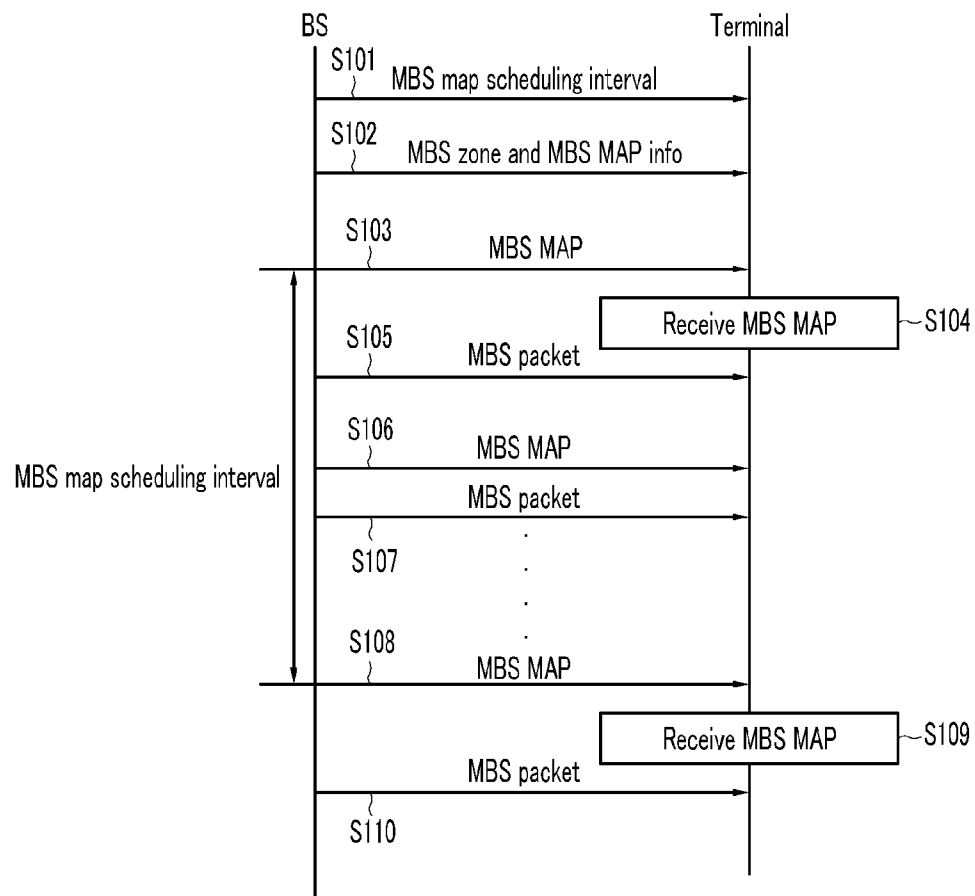 BS
Terminal
S101
MBS map scheduling interval
S102
MBS zone and MBS MAP info
S103
MBS MAP
Receive MBS MAP
S104
S105
MBS packet
S106
MBS MAP
MBS map scheduling interval
MBS packet
S107
S108
MBS MAP
Receive MBS MAP
S109
MBS packet
S110